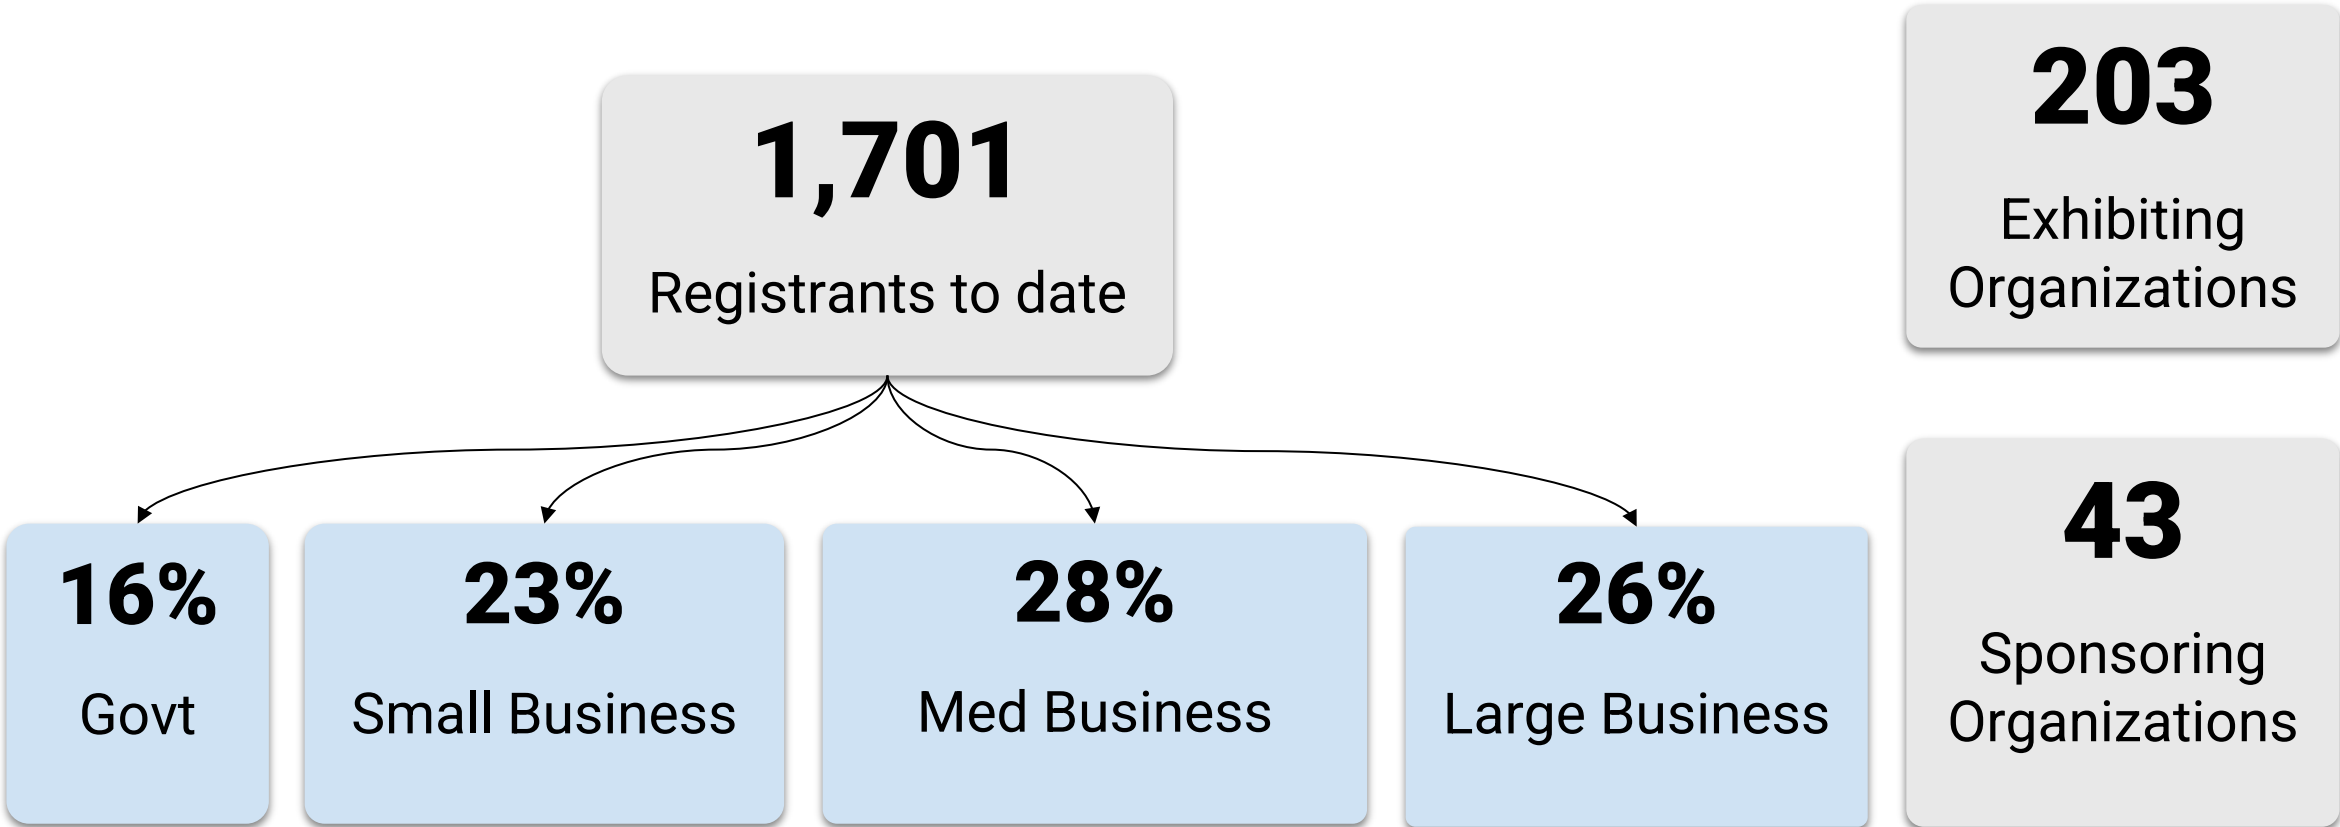 1,701
Registrants to date
203
Exhibiting
Organizations
16%
Govt
23%
Small Business
28%
Med Business
26%
Large Business
43
Sponsoring
Organizations